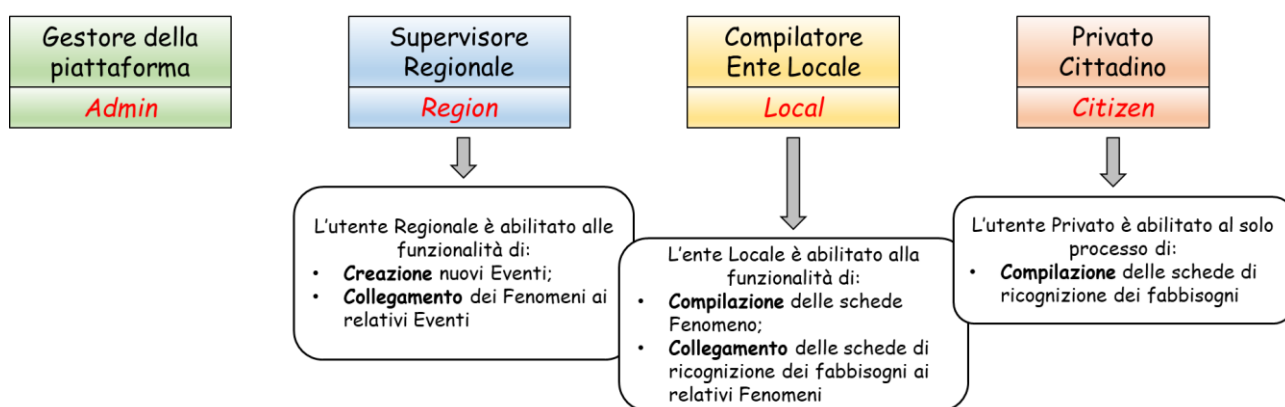 Gestore della
piattaforma
Admin
Supervisore
Regionale
Region
Compilatore
Ente Locale
Local
Privato
Cittadino
Citizen
L'utente Regionale è abilitato alle
funzionalità di:
• Creazione nuovi Eventi;
• Collegamento dei Fenomeni ai
relativi Eventi
L'ente Locale è abilitato alla
funzionalità di:
• Compilazione delle schede
Fenomeno;
• Collegamento delle schede di
ricognizione dei fabbisogni ai
relativi Fenomeni
L'utente Privato è abilitato al solo
processo di:
• Compilazione delle schede di
ricognizione dei fabbisogni